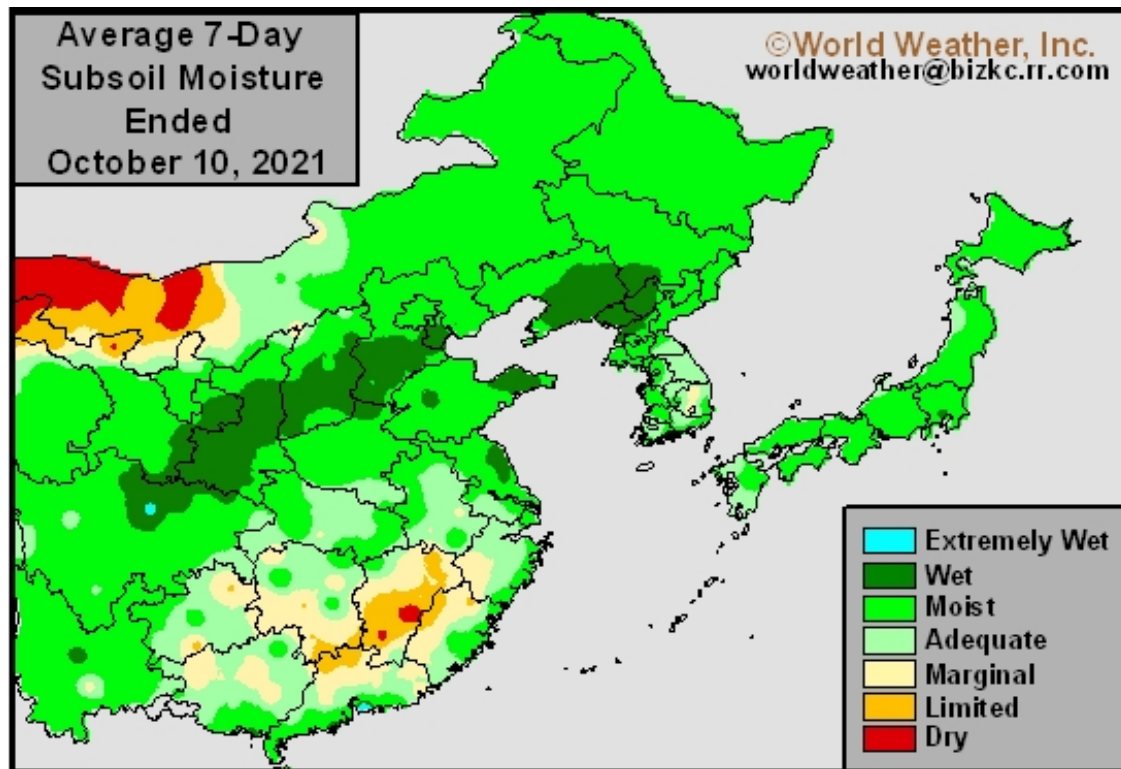 Average 7-Day
Subsoil Moisture
Ended
October 10, 2021
©World Weather, Inc.
worldweather@bizkc.rr.com
Extremely Wet
Wet
Moist
Adequate
Marginal
Limited
Dry